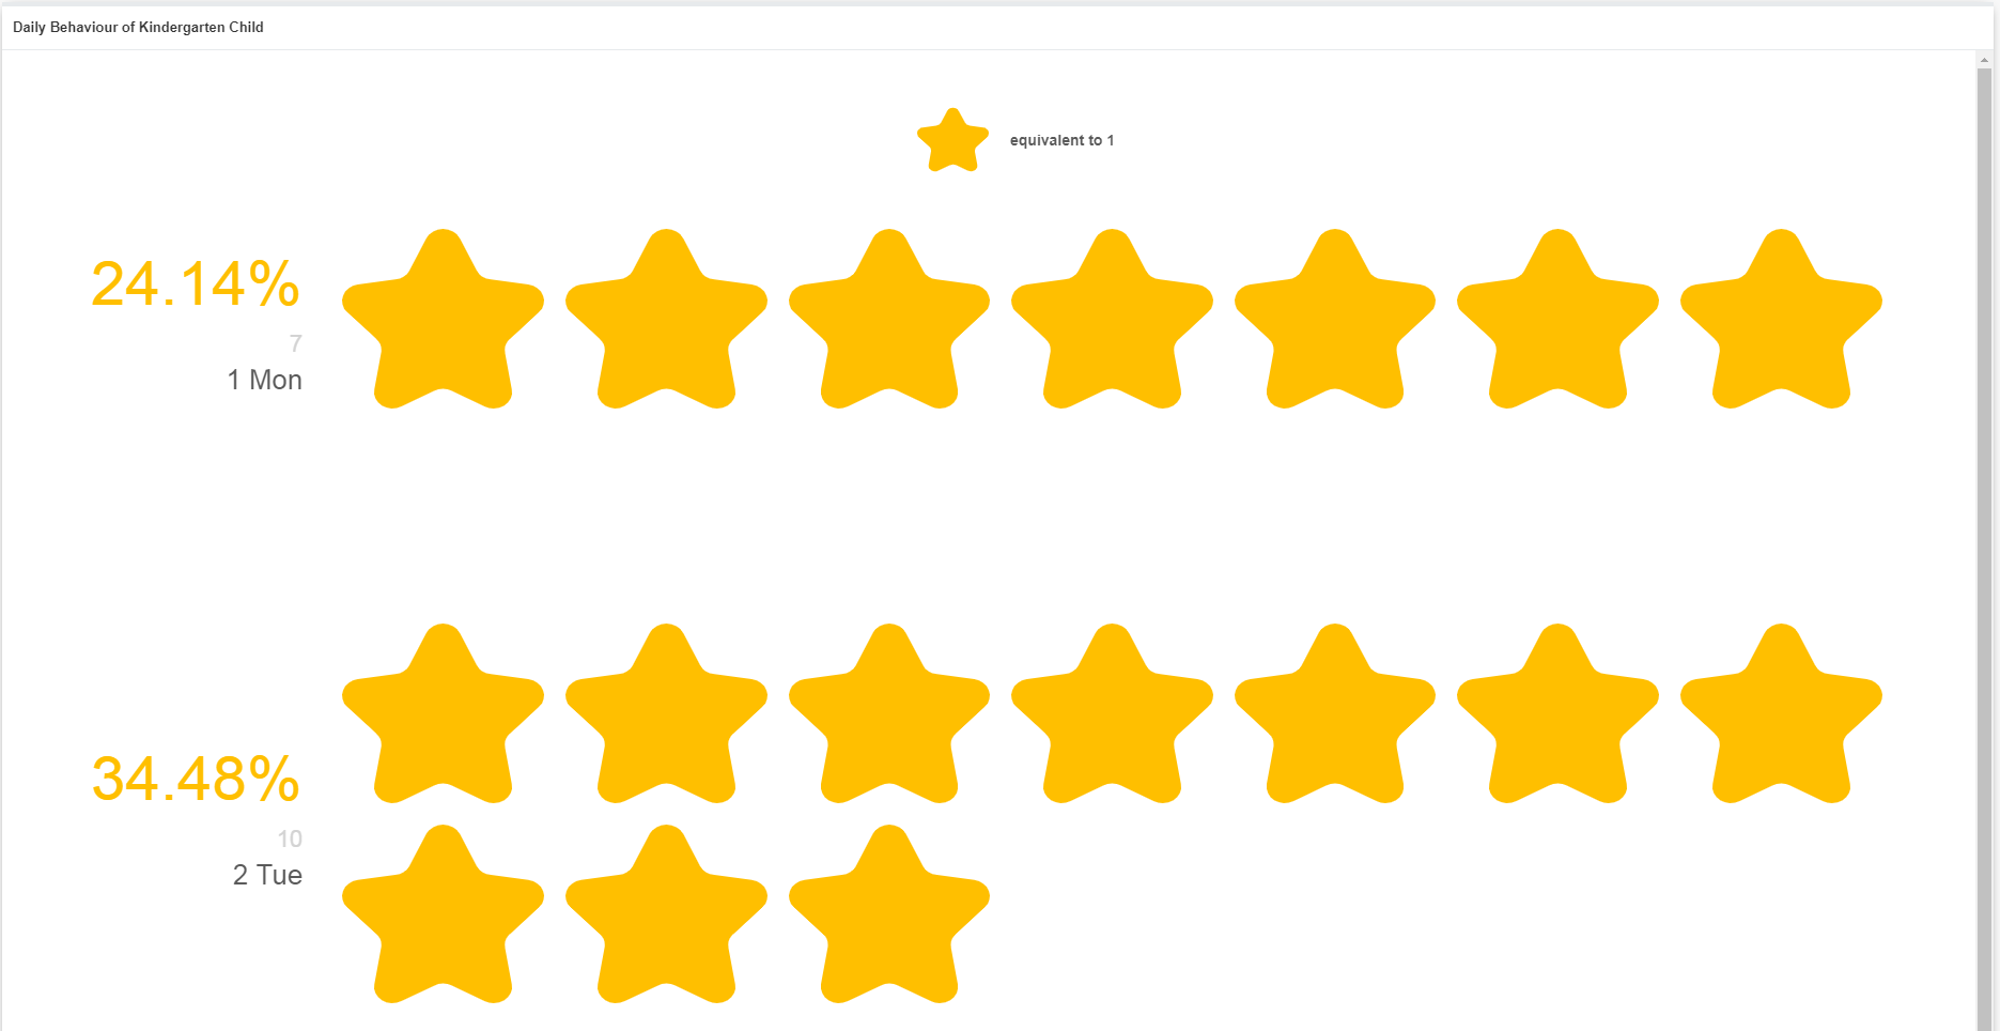 Daily Behaviour of Kindergarten Child
equivalent to 1
24.14%
7
1 Mon
34.48%
10
2 Tue